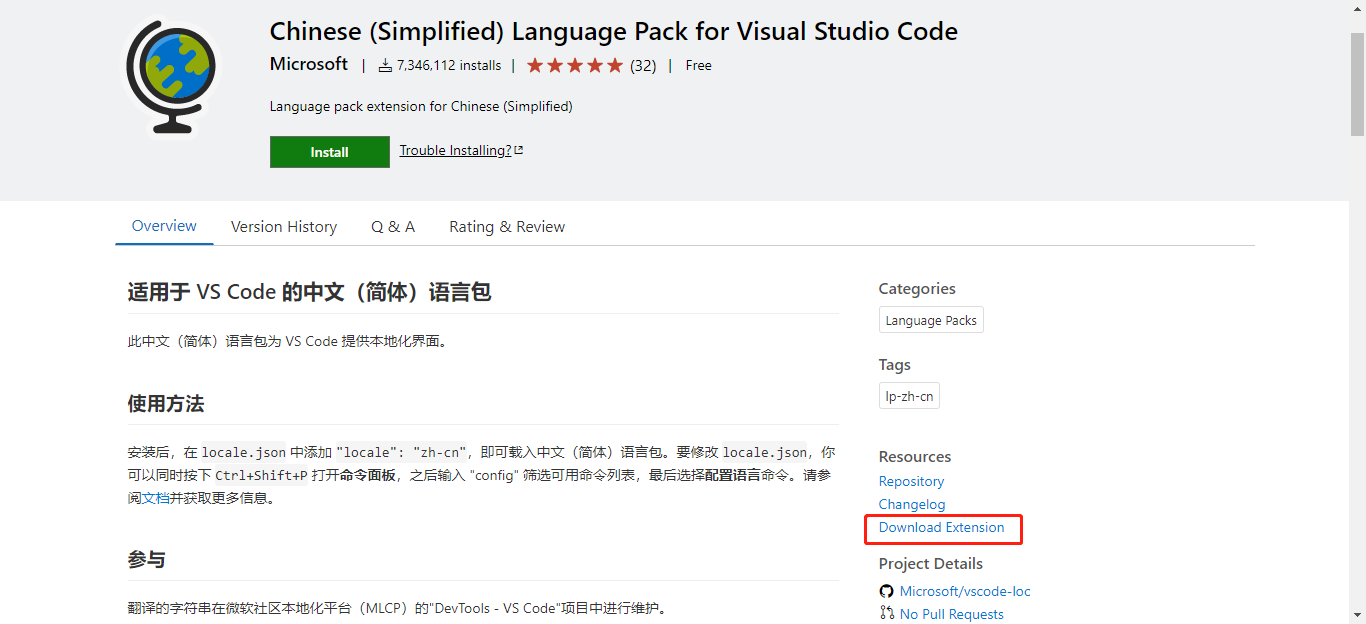 Chinese (Simplified) Language Pack for Visual Studio Code
Microsoft | 7,346,112 installs | (32) | Free
Language pack extension for Chinese (Simplified)
Install Trouble Installing?
Overview Version History Q & A Rating & Review
适用于 VS Code 的中文（简体）语言包
此中文（简体）语言包为 VS Code 提供本地化界面。
使用方法
安装后，在 locale.json 中添加 "locale": "zh-cn"，即可载入中文（简体）语言包。要修改 locale.json，你
可以同时按下 Ctrl+Shift+P 打开命令面板，之后输入 "config" 筛选可用命令列表，最后选择配置语言命令。请参
阅文档并获取更多信息。
参与
翻译的字符串在微软社区本地化平台（MLCP）的"DevTools - VS Code"项目中进行维护。
Categories
Language Packs
Tags
lp-zh-cn
Resources
Repository
Changelog
Download Extension
Project Details
Microsoft/vscode-loc
No Pull Requests